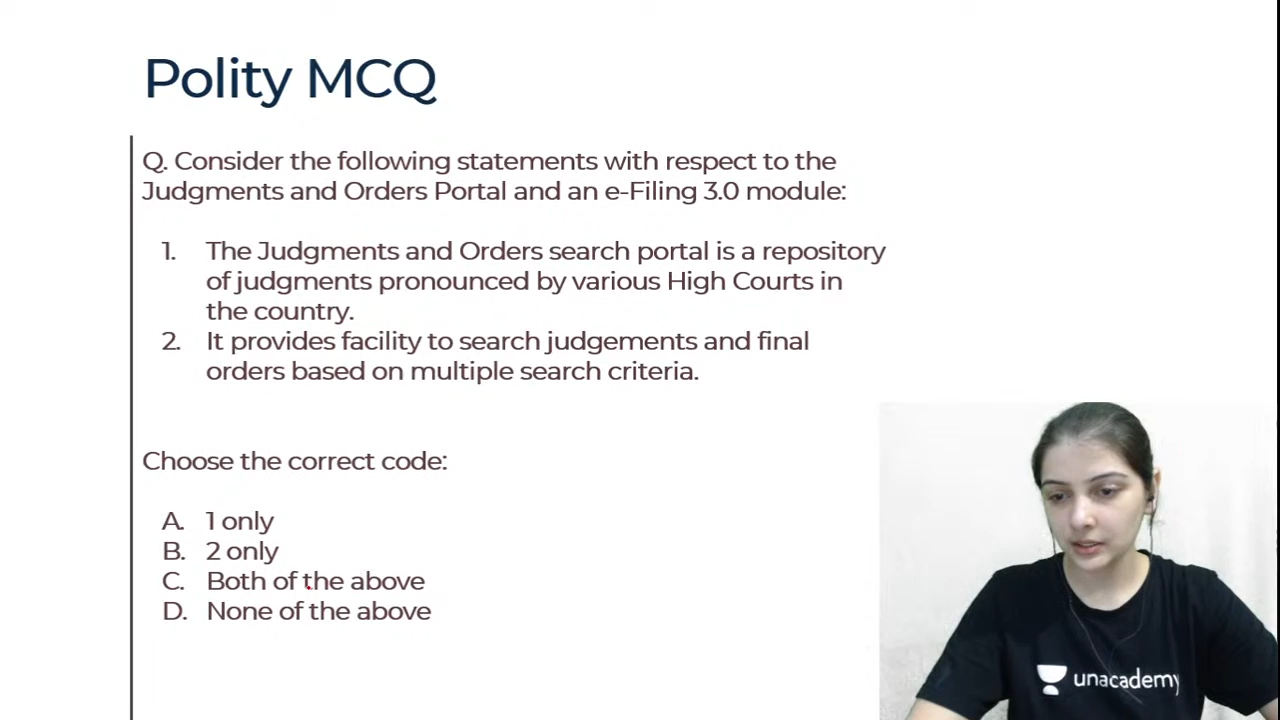 Polity MCQ
Q. Consider the following statements with respect to the
Judgments and Orders Portal and an e-Filing 3.0 module:
1. The Judgments and Orders search portal is a repository
of judgments pronounced by various High Courts in
the country.
2. It provides facility to search judgements and final
orders based on multiple search criteria.
Choose the correct code:
A. 1 only
B. 2 only
C. Both of the above
D. None of the above
unacademy